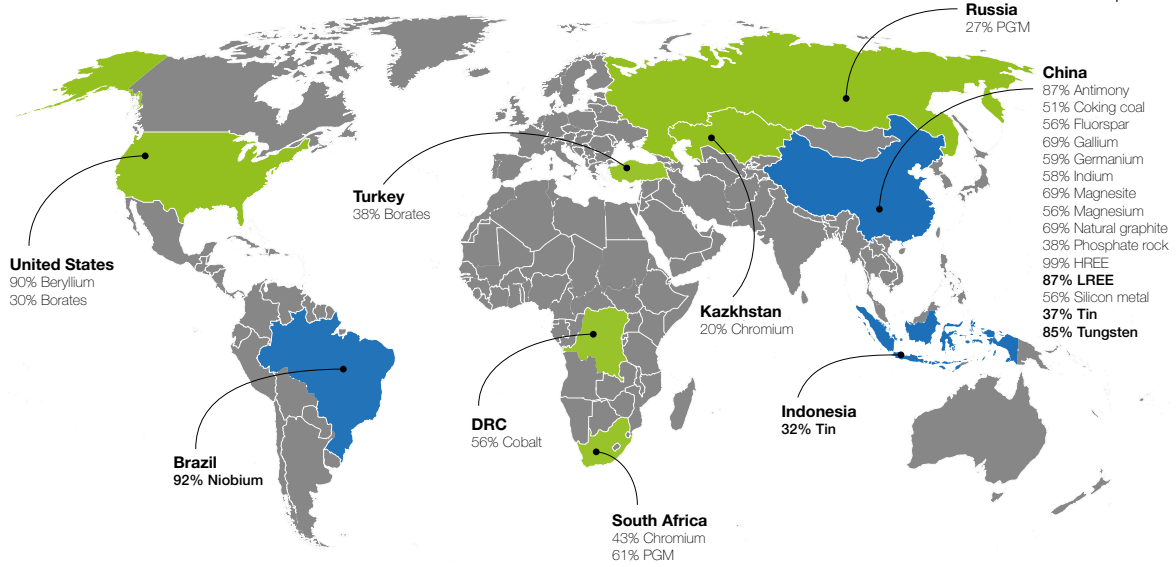 Russia
27% PGM
China
87% Antimony
51% Coking coal
56% Fluorspar
69% Gallium
59% Germanium
58% Indium
69% Magnesite
56% Magnesium
69% Natural graphite
38% Phosphate rock
99% HREE
87% LREE
56% Silicon metal
37% Tin
85% Tungsten
Turkey
38% Borates
United States
90% Beryllium
30% Borates
Kazakhstan
20% Chromium
Indonesia
32% Tin
DRC
56% Cobalt
Brazil
92% Niobium
South Africa
43% Chromium
61% PGM